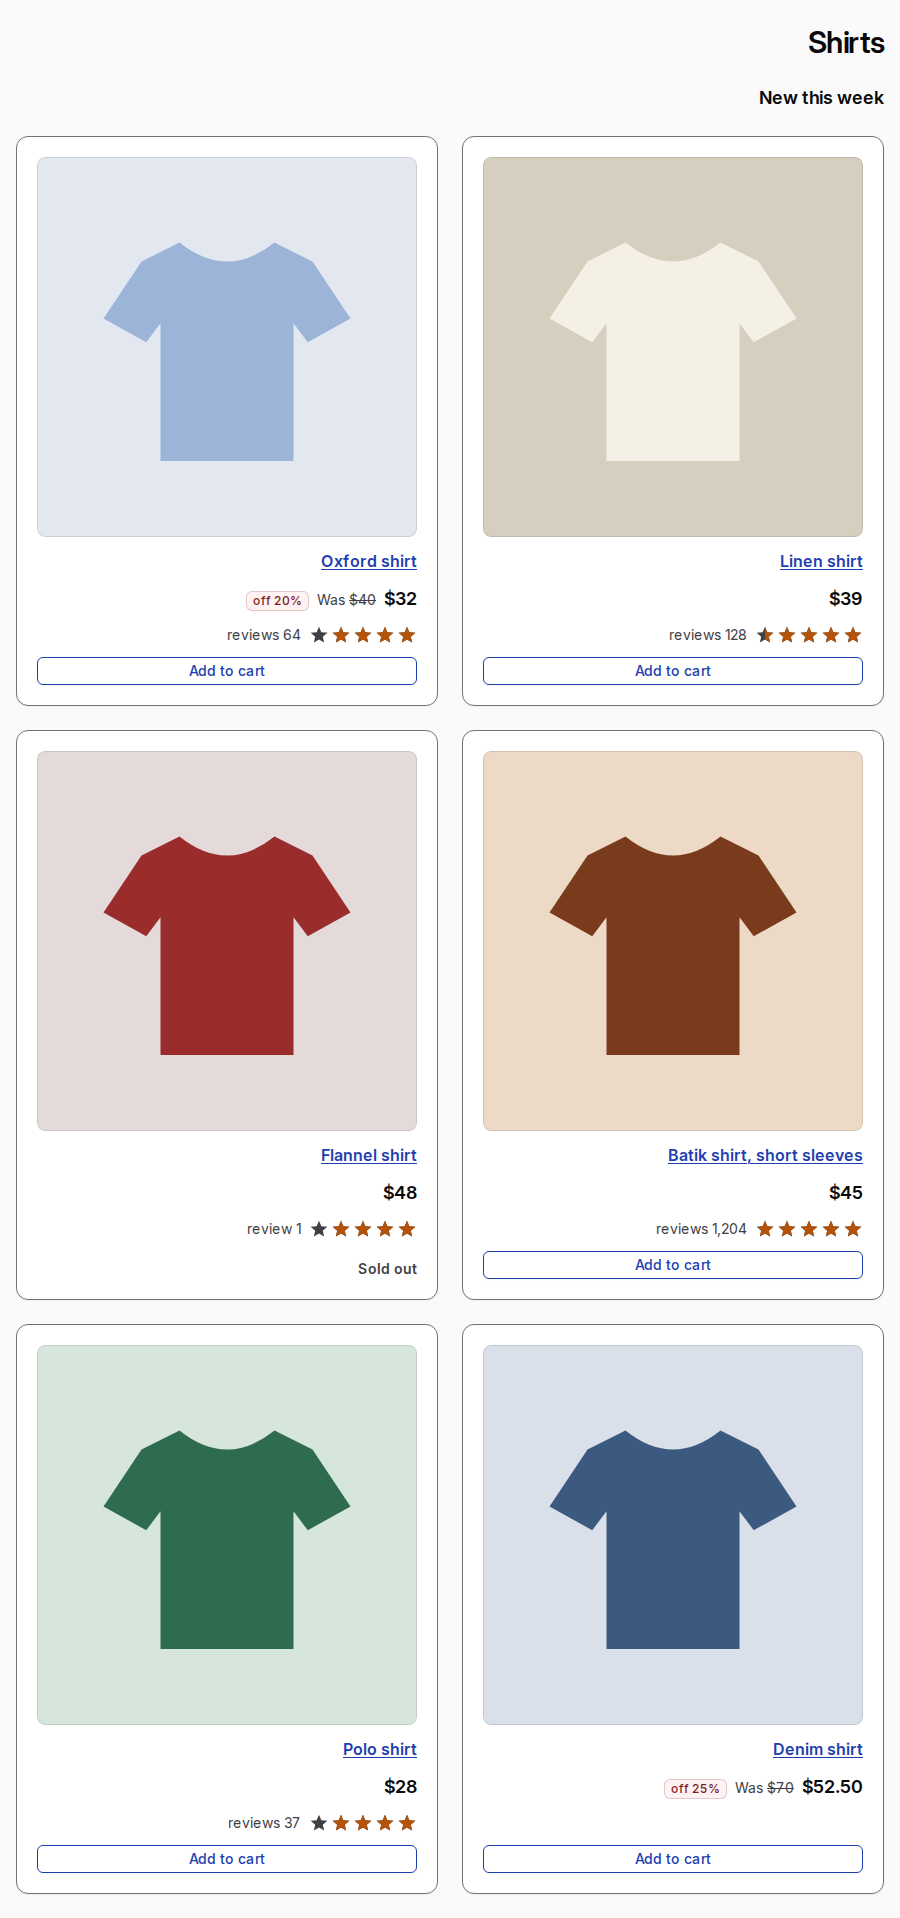 Shirts
New this week
Linen shirt
$39
reviews 128
Add to cart
Oxford shirt
off 20% Was $40 $32
reviews 64
Add to cart
Batik shirt, short sleeves
$45
reviews 1,204
Add to cart
Flannel shirt
$48
review 1
Sold out
Denim shirt
off 25% Was $70 $52.50
Add to cart
Polo shirt
$28
reviews 37
Add to cart